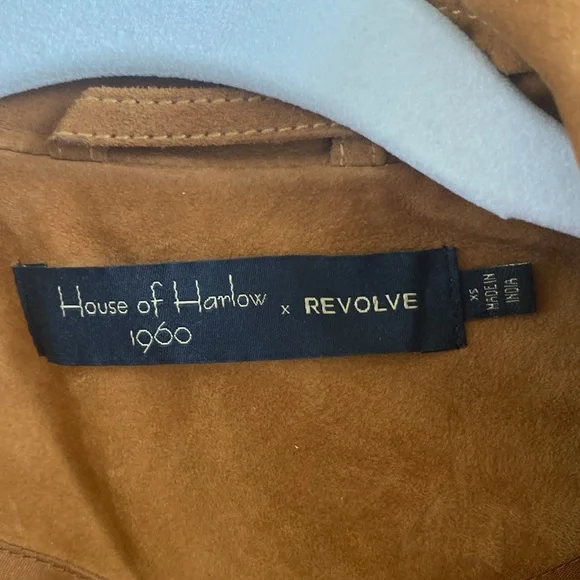 House of Harlow x REVOLVE
1960
XS
MADE IN
INDIA